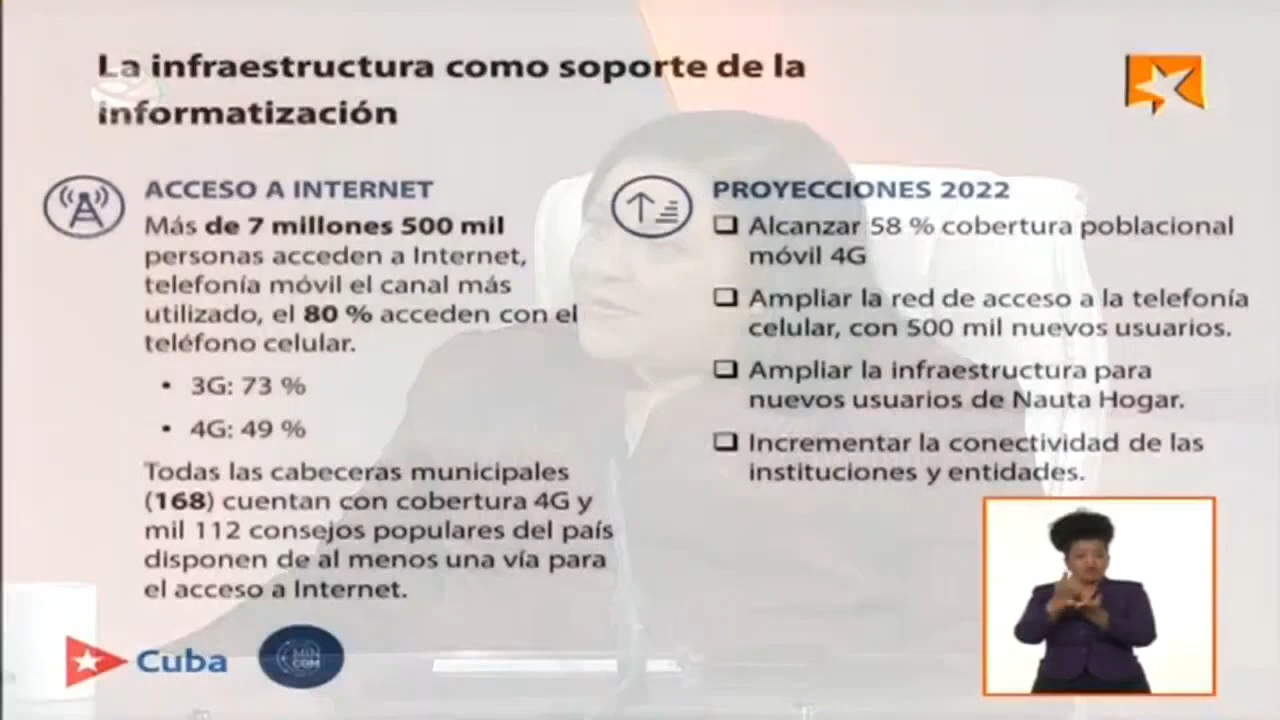 La infraestructura como soporte de la
informatización
ACCESO A INTERNET
Más de 7 millones 500 mil
personas acceden a Internet,
telefonía móvil el canal más
utilizado, el 80 % acceden con el
teléfono celular.
• 3G: 73 %
• 4G: 49 %
Todas las cabeceras municipales
(168) cuentan con cobertura 4G y
mil 112 consejos populares del país
disponen de al menos una vía para
el acceso a Internet.
PROYECCIONES 2022
Alcanzar 58 % cobertura poblacional
móvil 4G
Ampliar la red de acceso a la telefonía
celular, con 500 mil nuevos usuarios.
Ampliar la infraestructura para
nuevos usuarios de Nauta Hogar.
Incrementar la conectividad de las
instituciones y entidades.
Cuba
MIN
COM